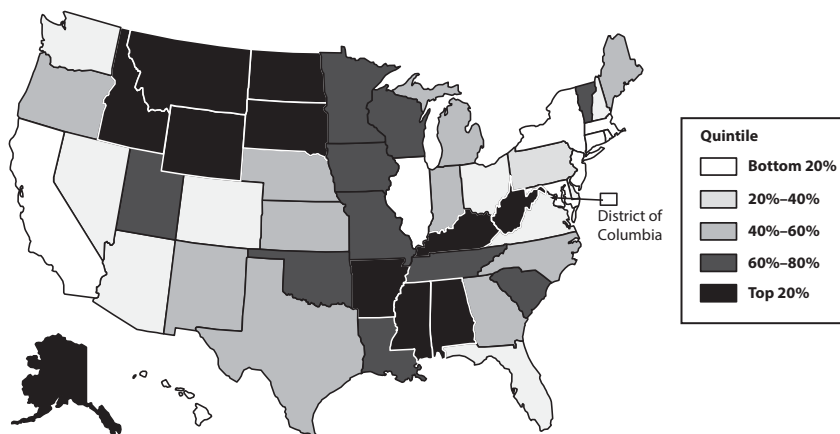 Quintile
Bottom 20%
20%–40%
40%–60%
60%–80%
Top 20%
District of
Columbia